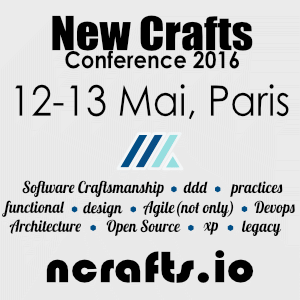 New Crafts
Conference 2016
12-13 Mai, Paris
Software Craftsmanship • ddd • practices
functional • design • Agile(not only) • Devops
Architecture • Open Source • xp • legacy
ncrafts.io